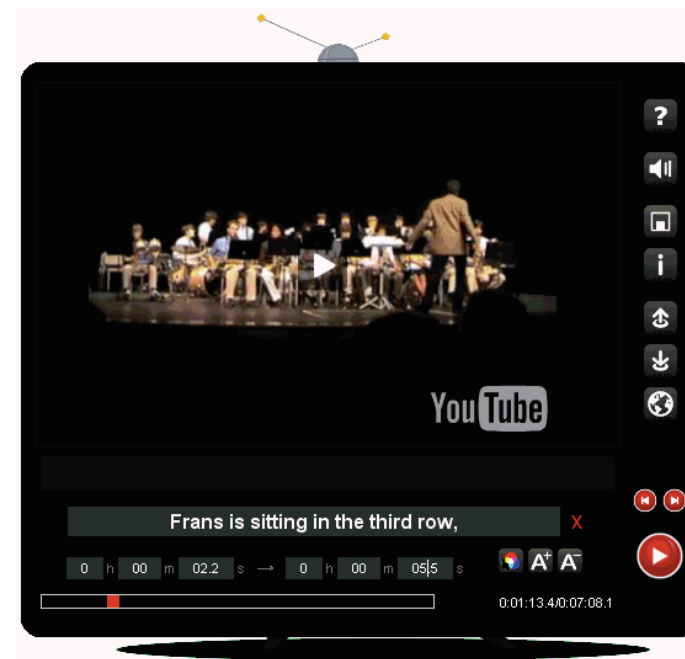 ?
i
YouTube
Frans is sitting in the third row, X
0 h 00 m 02.2 s → 0 h 00 m 05.5 s A+ A-
0:01:13.4/0:07:08.1